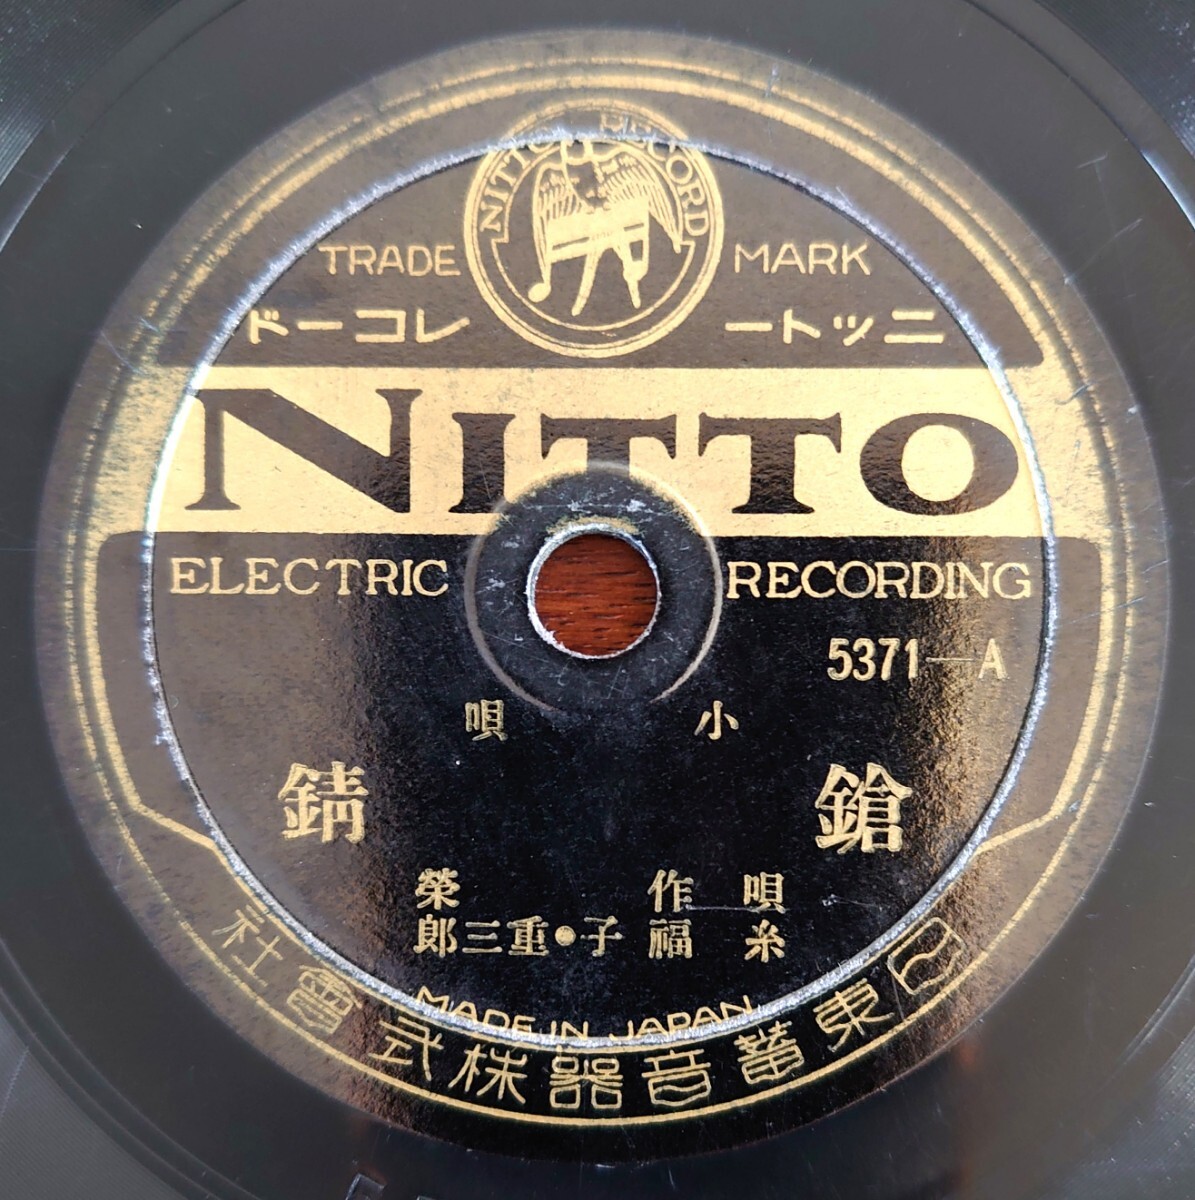 NITTO RECORD
TRADE MARK
ニットーレコード
NITTO
ELECTRIC RECORDING
5371-A
小唄
鎗錆
唄 作榮
糸 福子・重三郎
MADE IN JAPAN
日東蓄音器株式會社